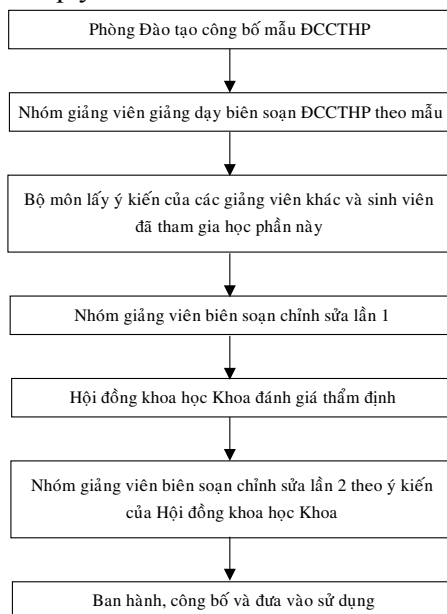 Phòng Đào tạo công bố mẫu ĐCCTHP
Nhóm giảng viên giảng dạy biên soạn ĐCCTHP theo mẫu
Bộ môn lấy ý kiến của các giảng viên khác và sinh viên
đã tham gia học phần này
Nhóm giảng viên biên soạn chỉnh sửa lần 1
Hội đồng khoa học Khoa đánh giá thẩm định
Nhóm giảng viên biên soạn chỉnh sửa lần 2 theo ý kiến
của Hội đồng khoa học Khoa
Ban hành, công bố và đưa vào sử dụng